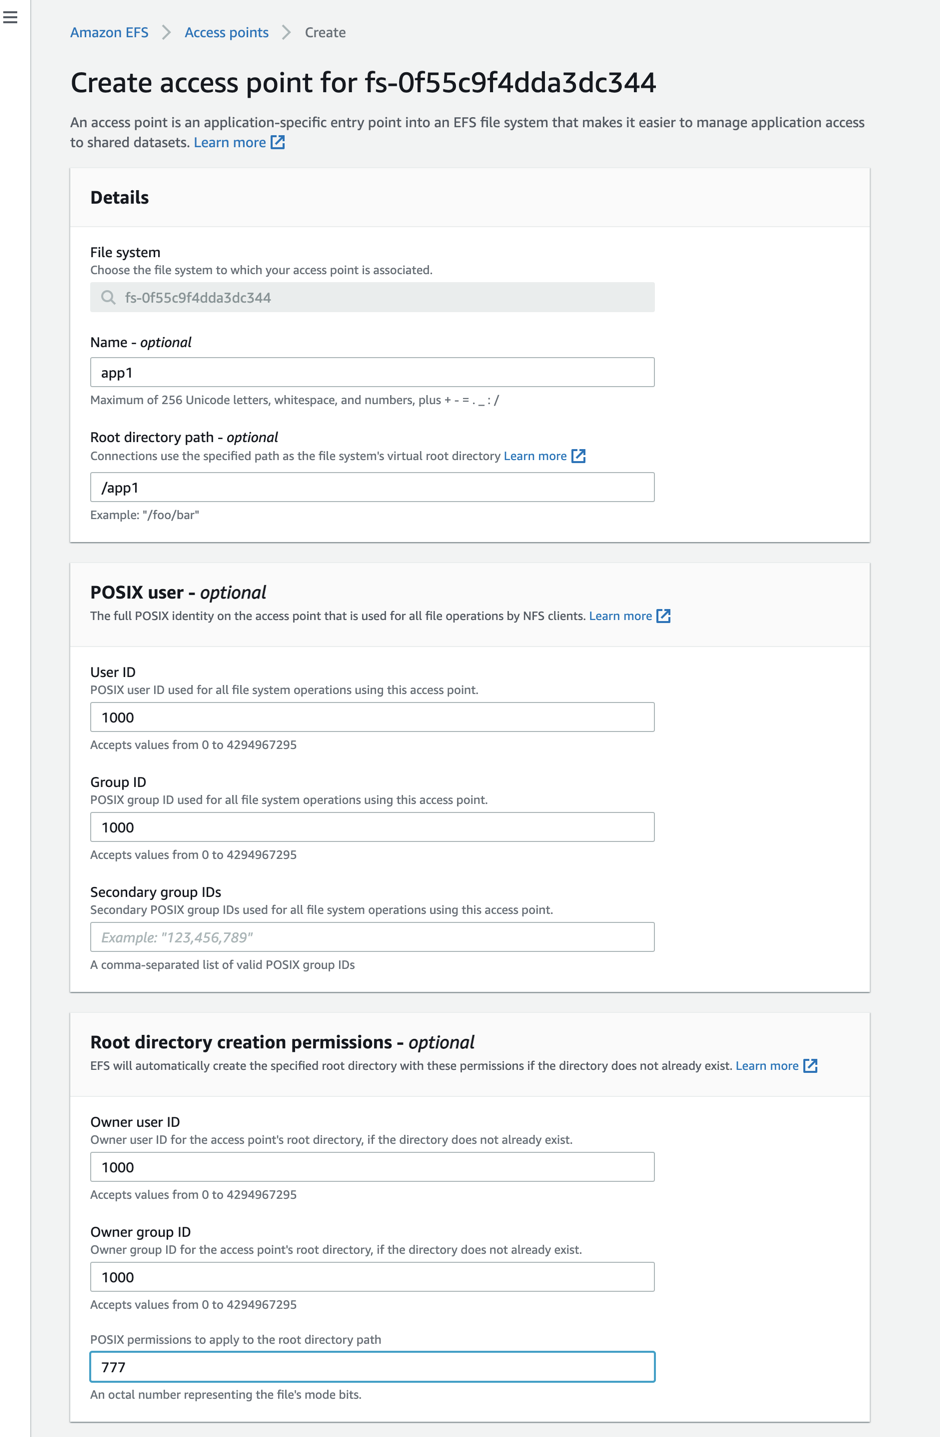 Amazon EFS > Access points > Create
Create access point for fs-0f55c9f4dda3dc344
An access point is an application-specific entry point into an EFS file system that makes it easier to manage application access
to shared datasets. Learn more
Details
File system
Choose the file system to which your access point is associated.
fs-0f55c9f4dda3dc344
Name - optional
app1
Maximum of 256 Unicode letters, whitespace, and numbers, plus + - = . _ : /
Root directory path - optional
Connections use the specified path as the file system's virtual root directory Learn more
/app1
Example: "/foo/bar"
POSIX user - optional
The full POSIX identity on the access point that is used for all file operations by NFS clients. Learn more
User ID
POSIX user ID used for all file system operations using this access point.
1000
Accepts values from 0 to 4294967295
Group ID
POSIX group ID used for all file system operations using this access point.
1000
Accepts values from 0 to 4294967295
Secondary group IDs
Secondary POSIX group IDs used for all file system operations using this access point.
Example: "123,456,789"
A comma-separated list of valid POSIX group IDs
Root directory creation permissions - optional
EFS will automatically create the specified root directory with these permissions if the directory does not already exist. Learn more
Owner user ID
Owner user ID for the access point's root directory, if the directory does not already exist.
1000
Accepts values from 0 to 4294967295
Owner group ID
Owner group ID for the access point's root directory, if the directory does not already exist.
1000
Accepts values from 0 to 4294967295
POSIX permissions to apply to the root directory path
777
An octal number representing the file's mode bits.